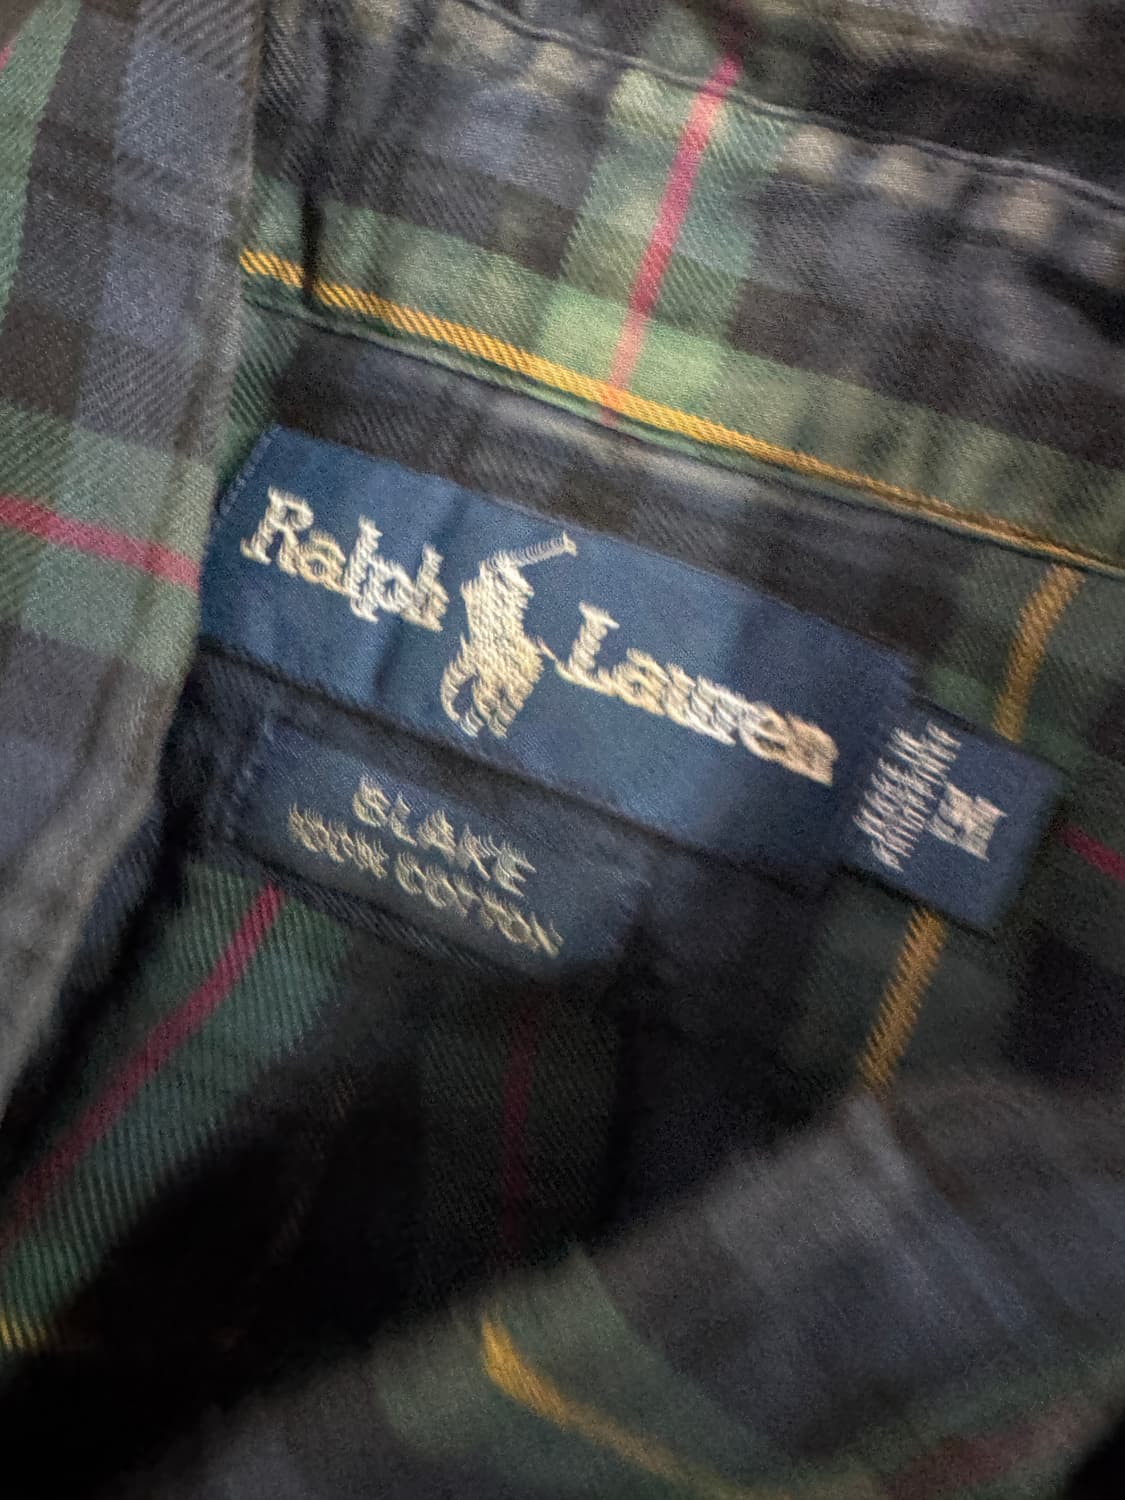 Ralph Lauren
BLAKE
100% COTTON
M